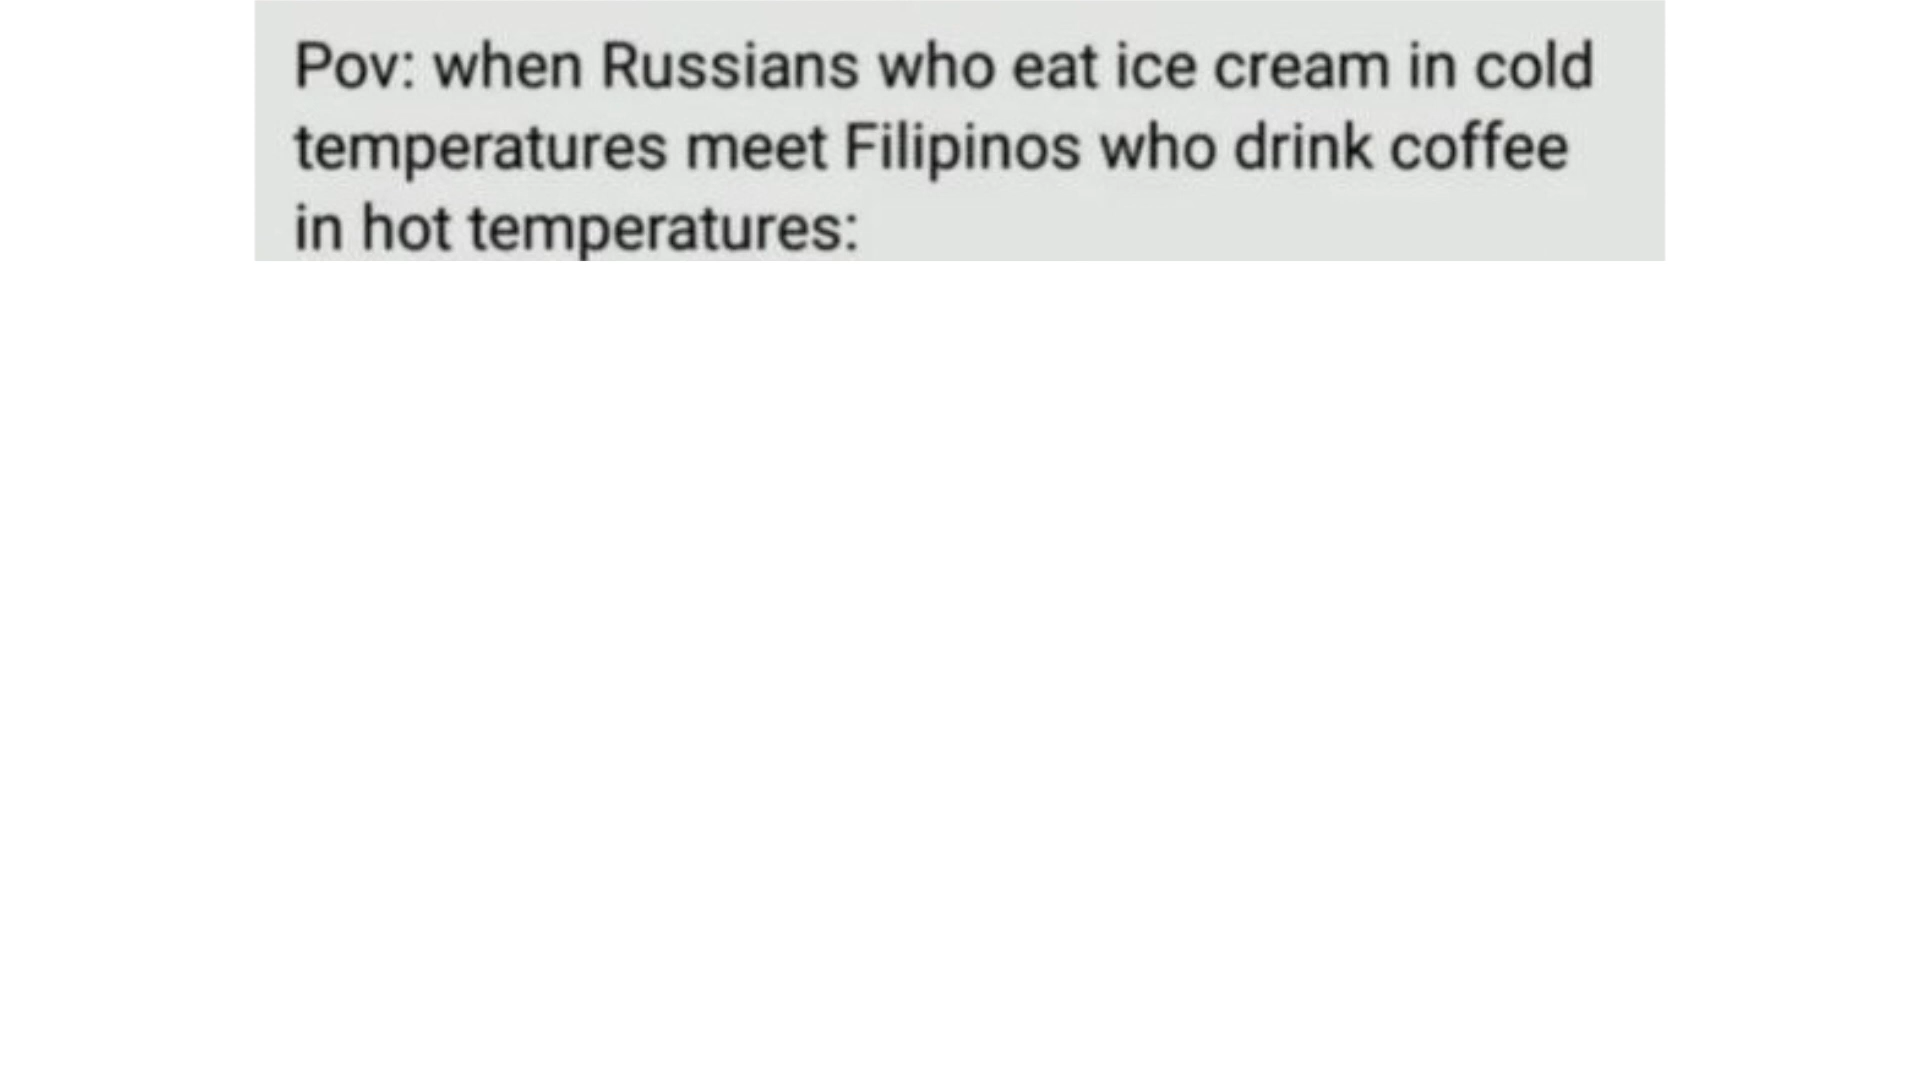 Pov: when Russians who eat ice cream in cold
temperatures meet Filipinos who drink coffee
in hot temperatures: